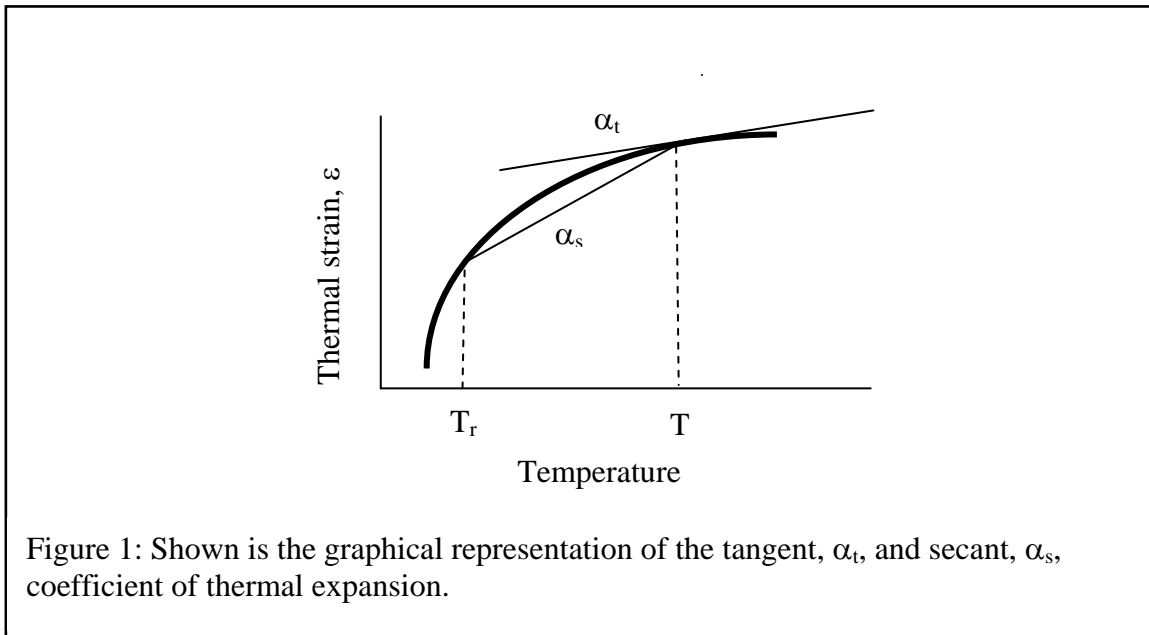 α_t
α_s
Thermal strain, ε
T_r T
Temperature
Figure 1: Shown is the graphical representation of the tangent, α_t, and secant, α_s,
coefficient of thermal expansion.